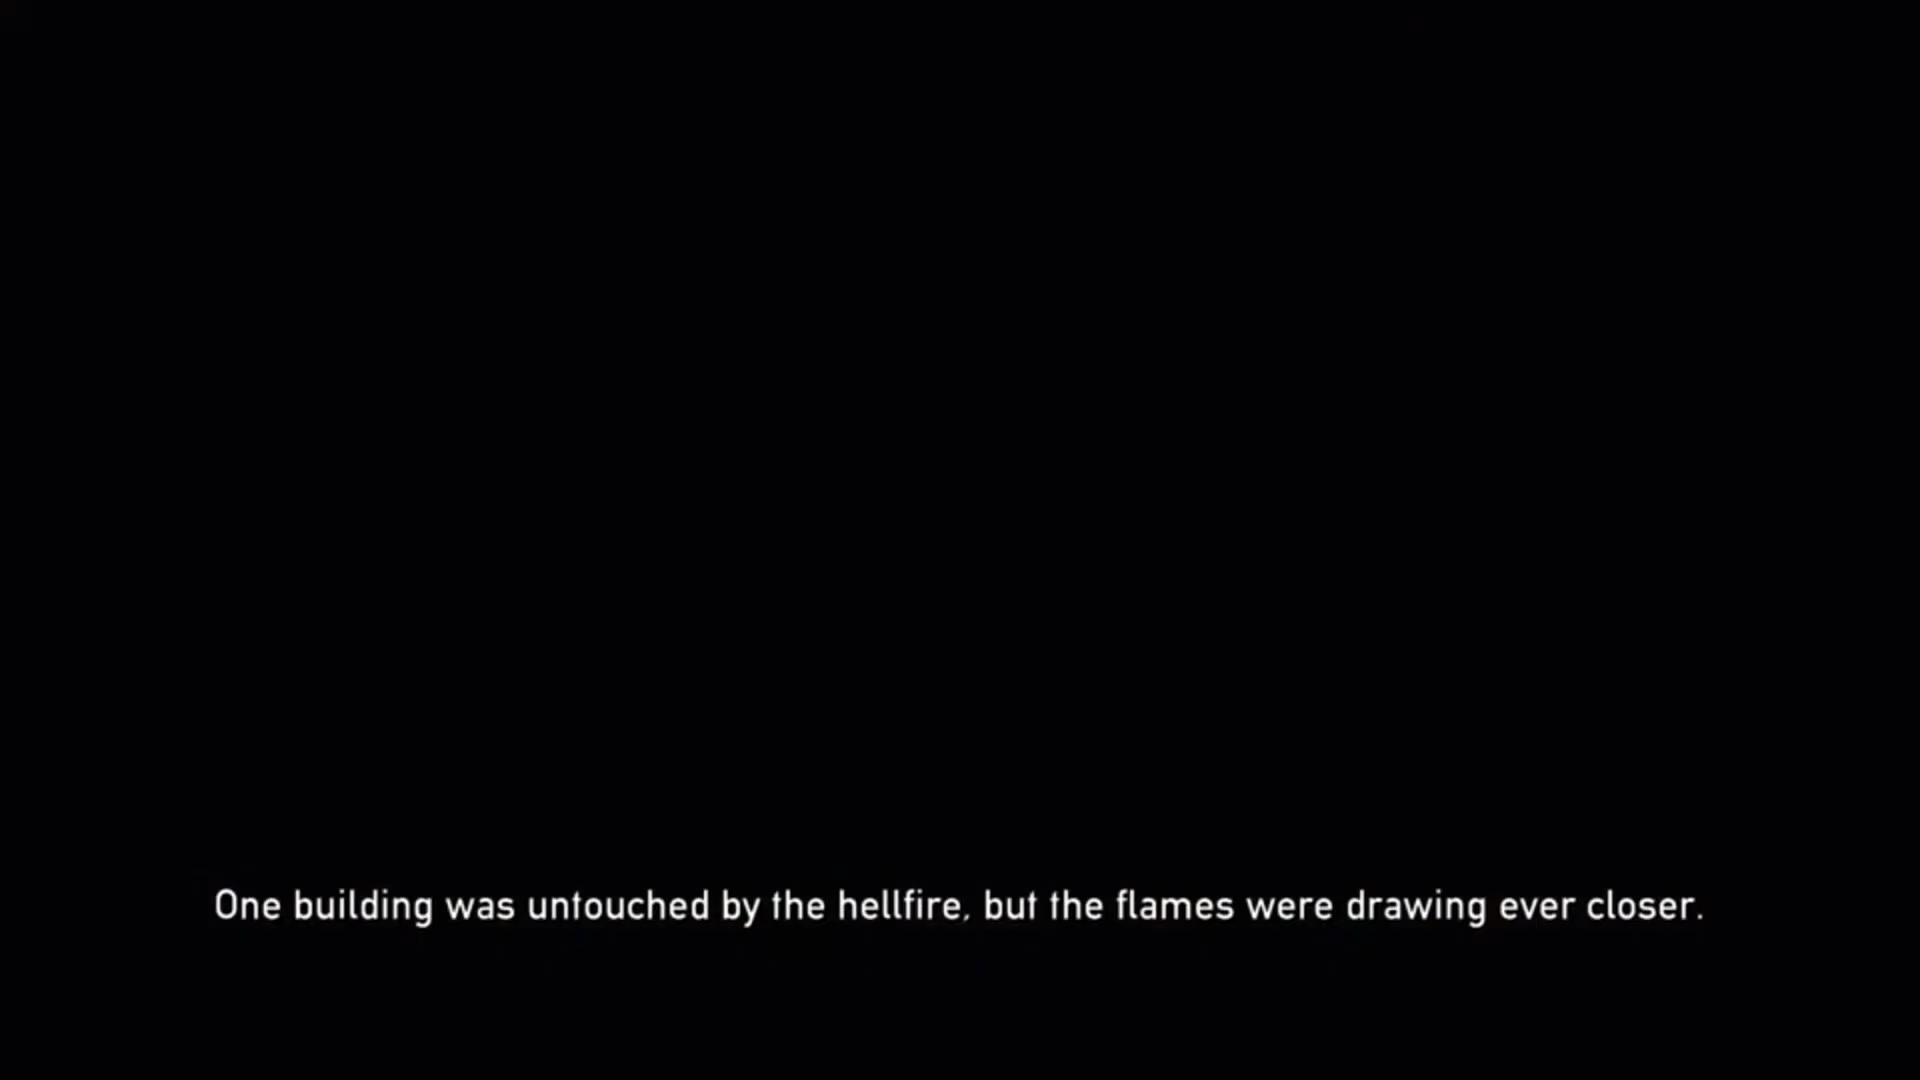 One building was untouched by the hellfire, but the flames were drawing ever closer.